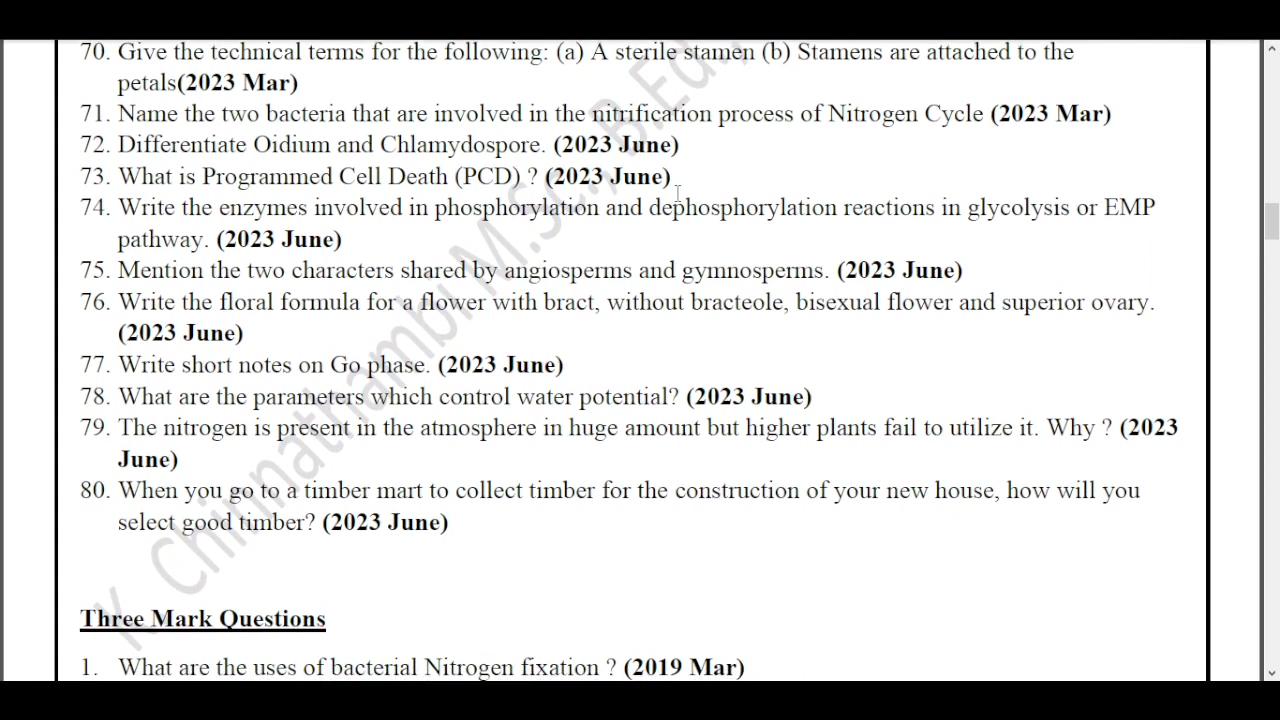 70. Give the technical terms for the following: (a) A sterile stamen (b) Stamens are attached to the
petals(2023 Mar)
71. Name the two bacteria that are involved in the nitrification process of Nitrogen Cycle (2023 Mar)
72. Differentiate Oidium and Chlamydospore. (2023 June)
73. What is Programmed Cell Death (PCD) ? (2023 June)
74. Write the enzymes involved in phosphorylation and dephosphorylation reactions in glycolysis or EMP
pathway. (2023 June)
75. Mention the two characters shared by angiosperms and gymnosperms. (2023 June)
76. Write the floral formula for a flower with bract, without bracteole, bisexual flower and superior ovary.
(2023 June)
77. Write short notes on Go phase. (2023 June)
78. What are the parameters which control water potential? (2023 June)
79. The nitrogen is present in the atmosphere in huge amount but higher plants fail to utilize it. Why ? (2023
June)
80. When you go to a timber mart to collect timber for the construction of your new house, how will you
select good timber? (2023 June)
Three Mark Questions
1. What are the uses of bacterial Nitrogen fixation ? (2019 Mar)
K. Chinnathambi M.Sc., B.Ed.,